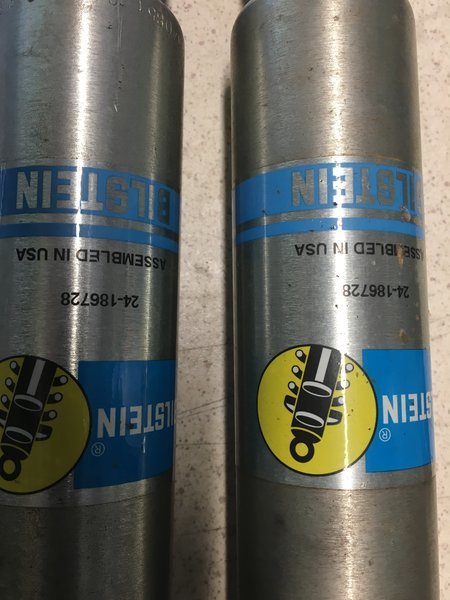 BILSTEIN
ASSEMBLED IN USA
24-186728
BILSTEIN
®
BILSTEIN
ASSEMBLED IN USA
24-186728
BILSTEIN
®